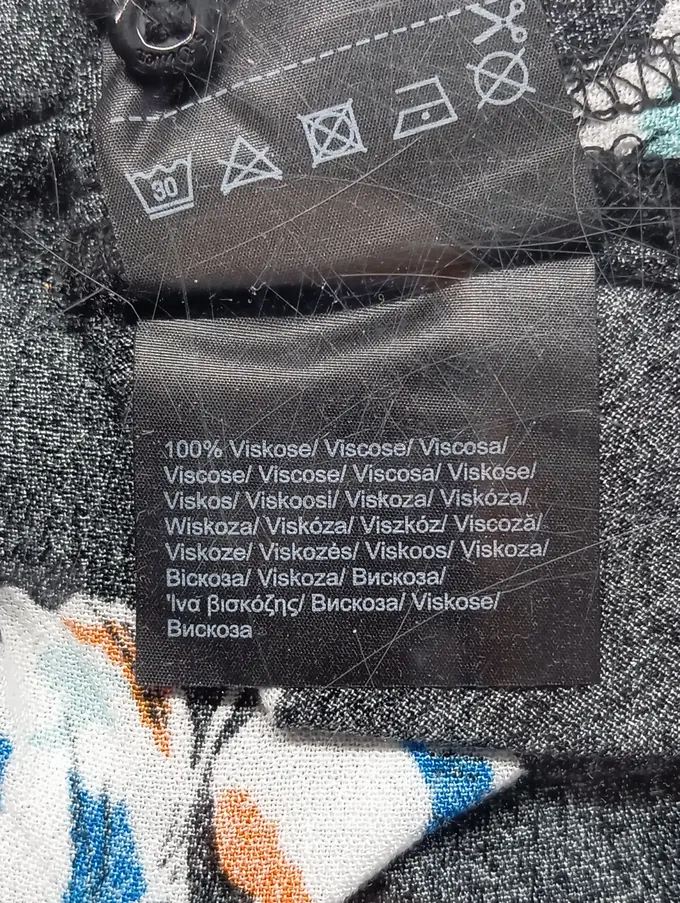 30
100% Viskose/ Viscose/ Viscosa/
Viscose/ Viscose/ Viscosa/ Viskose/
Viskos/ Viskoosi/ Viskoza/ Viskóza/
Wiskoza/ Viskóza/ Viszkóz/ Viscoză/
Viskoze/ Viskozės/ Viskoos/ Viskoza/
Віскоза/ Viskoza/ Вискоза/
Ίνα βισκόζης/ Вискоза/ Viskose/
Вискоза